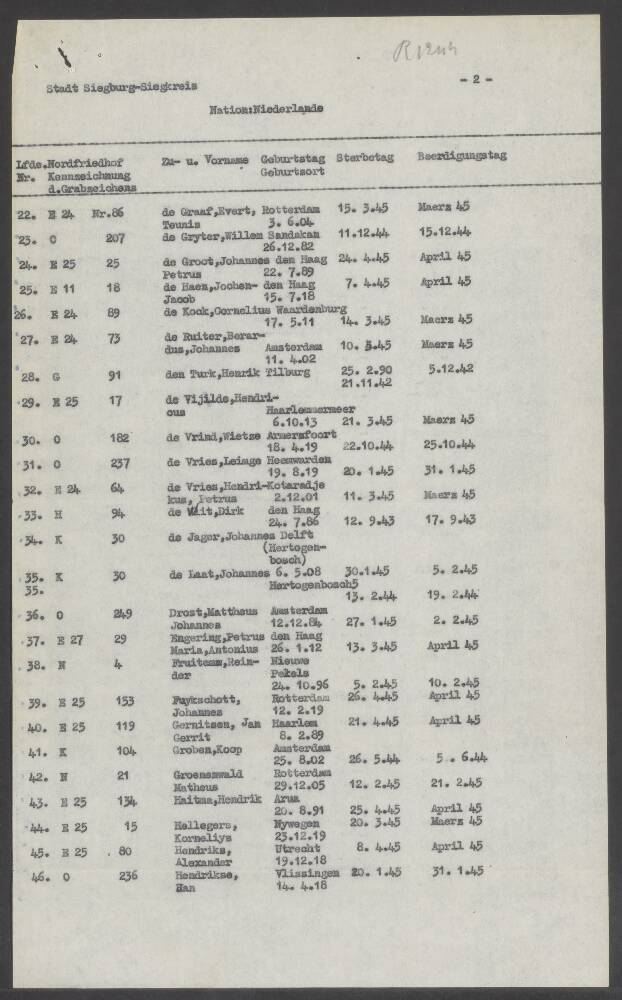 - 2 -
Stadt Siegburg-Siegkreis
Nation:Niederlande
Lfde. Nordfriedhof Zu- u. Vorname Geburtstag Sterbetag Beerdigungstag
Nr. Kennzeichnung Geburtsort
d.Grabzeichens
22. E 24 Nr.86 de Graaf,Evert, Rotterdam 15. 3.45 Maerz 45
Teunis 3. 6.04
23. O 207 de Gryter,Willem Sandakan 11.12.44 15.12.44
26.12.82
24. E 25 25 de Groot,Johannes den Haag 24. 4.45 April 45
Petrus 22. 7.89
25. E 11 18 de Haen,Jochen- den Haag 7. 4.45 April 45
Jacob 15. 7.18
26. E 24 89 de Kock,Cornelius Waardenburg
17. 5.11 14. 3.45 Maerz 45
27. E 24 73 de Ruiter,Berar-
dus,Johannes Amsterdam 10. 3.45 Maerz 45
11. 4.02
28. G 91 den Turk,Henrik Tilburg 25. 2.90 5.12.42
21.11.42
29. E 25 17 de Vijilde,Hendri-
cus Haarlemmermeer
6.10.13 21. 3.45 Maerz 45
30. O 182 de Vrind,Wietze Armersfoort
18. 4.19 22.10.44 25.10.44
31. O 237 de Vries,Leimge Heenwarden
19. 8.19 20. 1.45 31. 1.45
32. E 24 64 de Vries,Hendri-Kotaradje
kus, Petrus 2.12.01 11. 3.45 Maerz 45
33. H 94 de Wit,Dirk den Haag
24. 7.86 12. 9.43 17. 9.43
34. K 30 de Jager,Johannes Delft
(Hertogen-
bosch)
35. K 30 de Laat,Johannes 6. 5.08 30.1.45 5. 2.45
35. Hertogenbosch5
13. 2.44 19. 2.44
36. O 249 Drost,Mattheus Amsterdam
Johannes 12.12.84 27. 1.45 2. 2.45
37. E 27 29 Engering,Petrus den Haag
Maria,Antonius 26. 1.12 13. 3.45 April 45
38. N 4 Fruitema,Rein- Nieuwe
der Pekela
24. 10.96 5. 2.45 10. 2.45
39. E 25 153 Fuykschott, Rotterdam 26. 4.45 April 45
Johannes 12. 2.19
40. E 25 119 Gernitsen, Jan Haarlem 21. 4.45 April 45
Gerrit 8. 2.89
41. K 104 Groben,Koop Amsterdam
25. 8.02 26. 5.44 5. 6.44
42. N 21 Groenenwald Rotterdam
Matheus 29.12.05 12. 2.45 21. 2.45
43. E 25 134 Haitma,Hendrik Arum
20. 8.91 25. 4.45 April 45
44. E 25 15 Hellegers, Nywegen 20. 3.45 Maerz 45
Korneliys 23.12.19
45. E 25 80 Hendriks, Utrecht 8. 4.45 April 45
Alexander 19.12.18
46. O 236 Hendrikse, Vlissingen 20. 1.45 31. 1.45
Han 14. 4.18